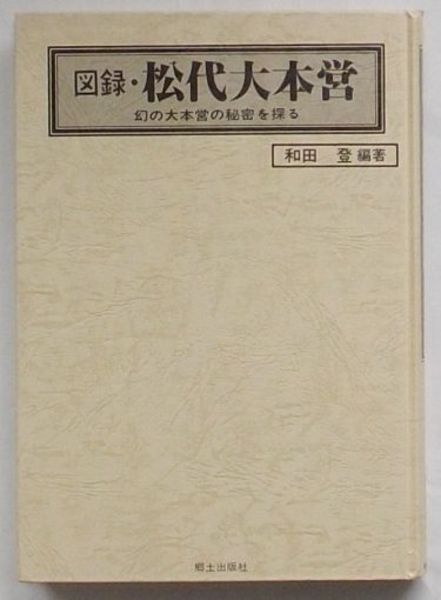 図録・松代大本営
幻の大本営の秘密を探る
和田 登 編著
郷土出版社